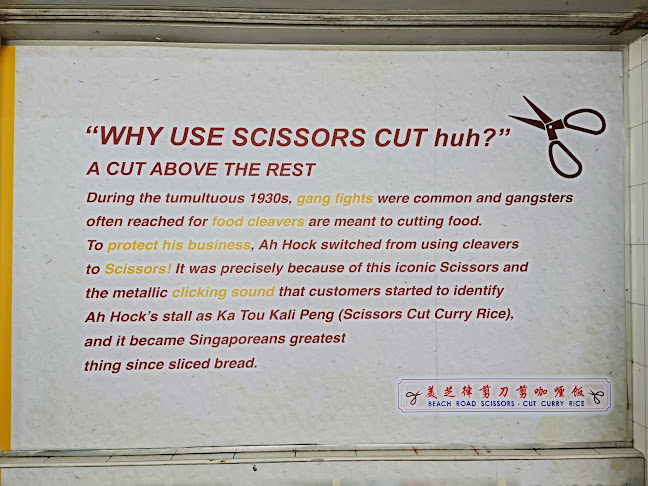 “WHY USE SCISSORS CUT huh?”
A CUT ABOVE THE REST
During the tumultuous 1930s, gang fights were common and gangsters
often reached for food cleavers are meant to cutting food.
To protect his business, Ah Hock switched from using cleavers
to Scissors! It was precisely because of this iconic Scissors and
the metallic clicking sound that customers started to identify
Ah Hock's stall as Ka Tou Kali Peng (Scissors Cut Curry Rice),
and it became Singaporeans greatest
thing since sliced bread.
美芝律剪刀剪咖喱饭
BEACH ROAD SCISSORS - CUT CURRY RICE